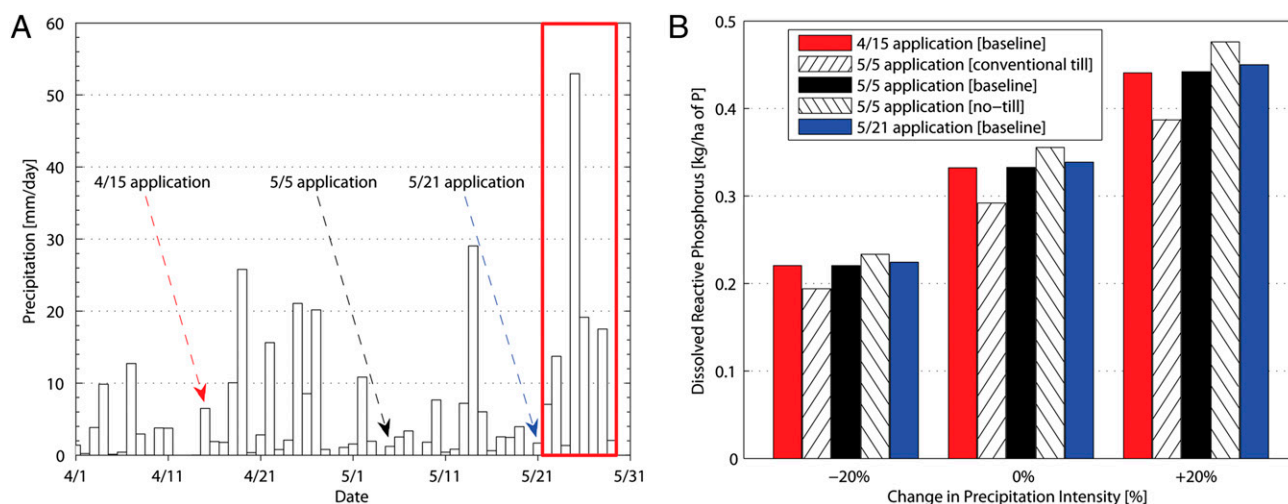 A
Precipitation [mm/day]
60
50
40
30
20
10
0
4/15 application
5/5 application
5/21 application
4/1
4/11
4/21
5/1
5/11
5/21
5/31
Date
B
Dissolved Reactive Phosphorus [kg/ha of P]
0.5
0.4
0.3
0.2
0.1
0
4/15 application [baseline]
5/5 application [conventional till]
5/5 application [baseline]
5/5 application [no−till]
5/21 application [baseline]
−20%
0%
+20%
Change in Precipitation Intensity [%]